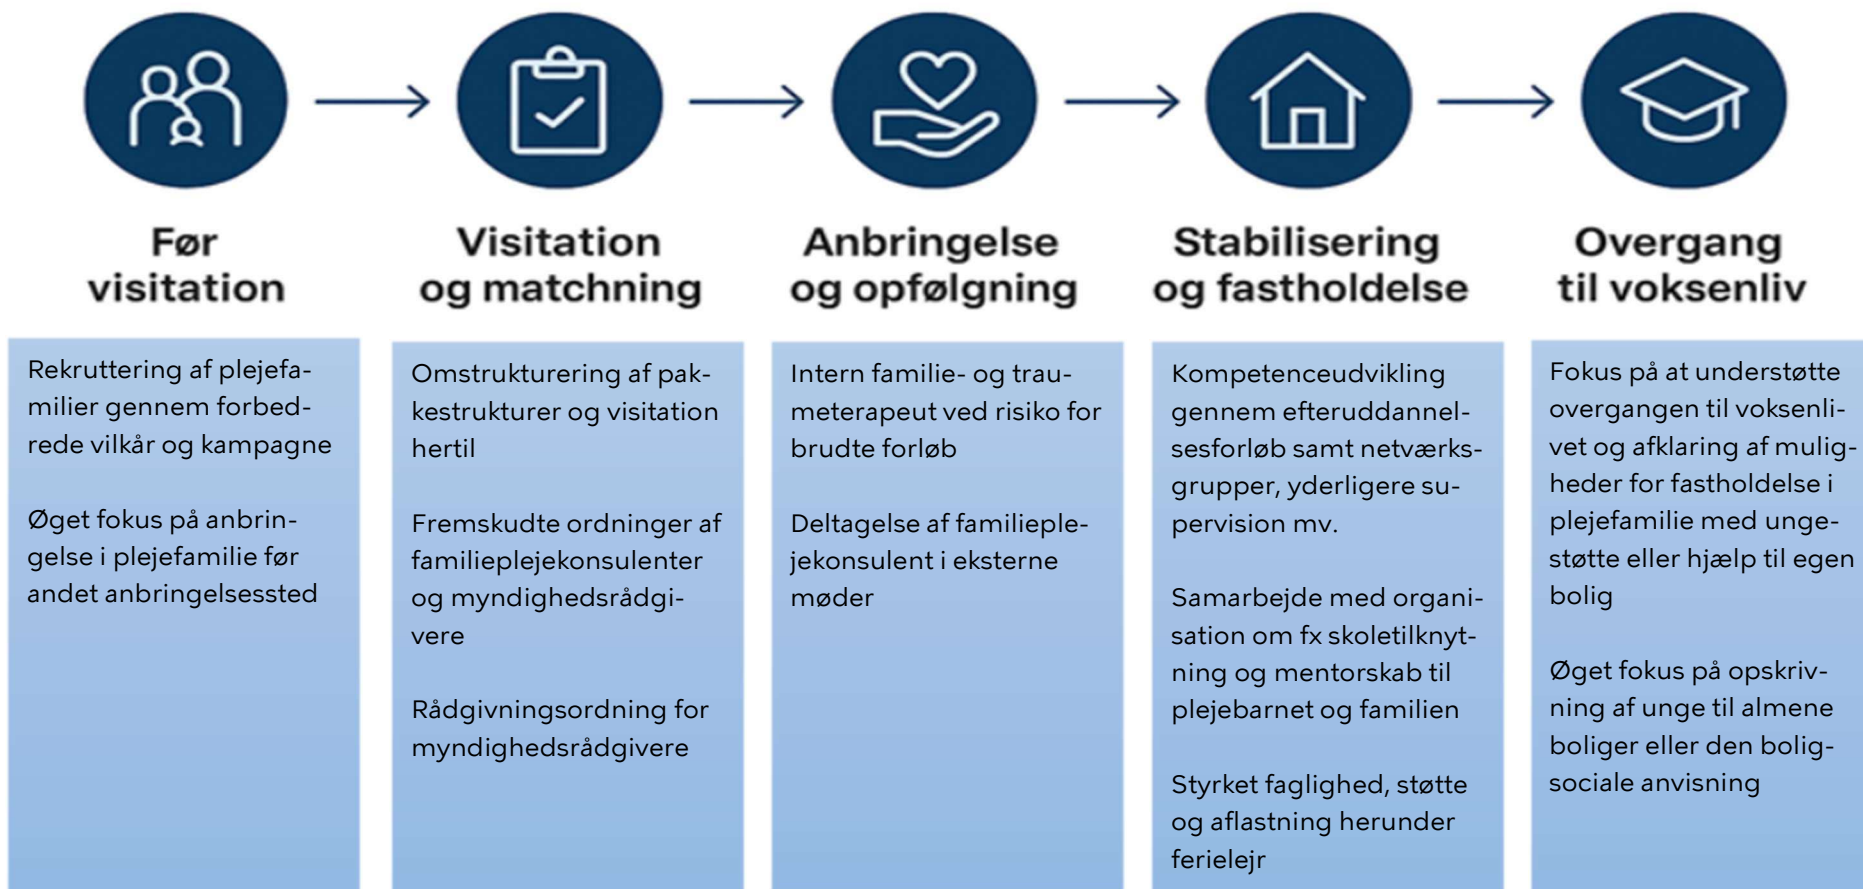 Før
visitation
Visitation
og matchning
Anbringelse
og opfølgning
Stabilisering
og fastholdelse
Overgang
til voksenliv
Rekruttering af plejefa-
milier gennem forbed-
rede vilkår og kampagne
Øget fokus på anbrin-
gelse i plejefamilie før
andet anbringelsessted
Omstrukturering af pak-
kestrukturer og visitation
hertil
Fremskudte ordninger af
familieplejekonsulenter
og myndighedsrådgi-
vere
Rådgivningsordning for
myndighedsrådgivere
Intern familie- og trau-
meterapeut ved risiko for
brudte forløb
Deltagelse af familieple-
jekonsulent i eksterne
møder
Kompetenceudvikling
gennem efteruddannel-
sesforløb samt netværks-
grupper, yderligere su-
pervision mv.
Samarbejde med organi-
sation om fx skoletilknyt-
ning og mentorskab til
plejebarnet og familien
Styrket faglighed, støtte
og aflastning herunder
ferielejr
Fokus på at understøtte
overgangen til voksenli-
vet og afklaring af mulig-
heder for fastholdelse i
plejefamilie med unge-
støtte eller hjælp til egen
bolig
Øget fokus på opskriv-
ning af unge til almene
boliger eller den bolig-
sociale anvisning